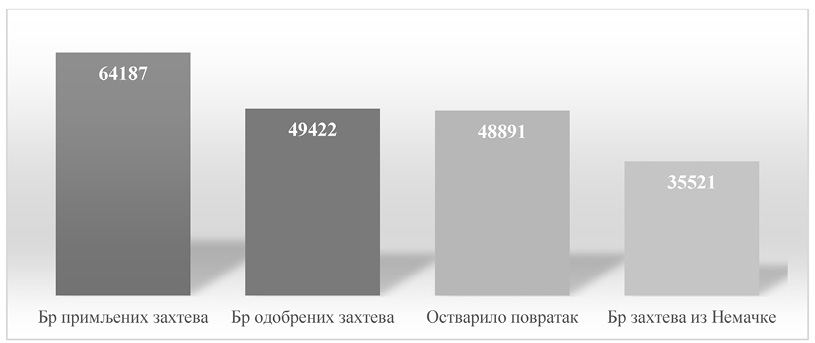 64187
49422
48891
35521
Бр примљених захтева
Бр одобрених захтева
Остварило повратак
Бр захтева из Немачке